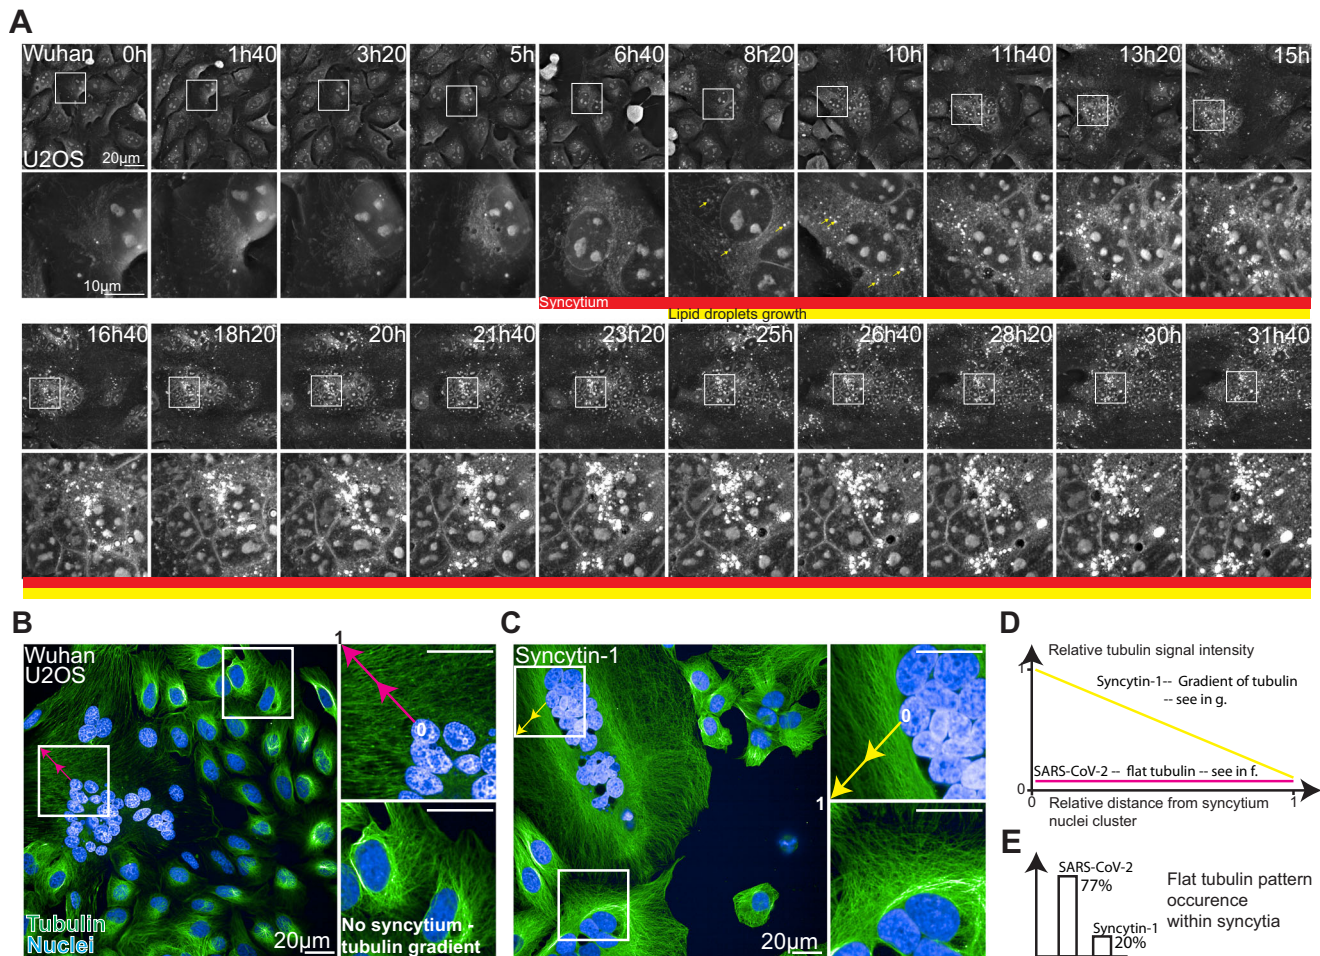 A
Wuhan 0h 1h40 3h20 5h 6h40 8h20 10h 11h40 13h20 15h
U2OS 20µm
10µm
Syncytium
Lipid droplets growth
16h40 18h20 20h 21h40 23h20 25h 26h40 28h20 30h 31h40
B
Wuhan
U2OS
1
0
Tubulin
Nuclei
20µm
No syncytium -
tubulin gradient
C
Syncytin-1
0
1
20µm
D
Relative tubulin signal intensity
1
Syncytin-1-- Gradient of tubulin
-- see in g.
SARS-CoV-2 -- flat tubulin -- see in f.
0
0 Relative distance from syncytium 1
nuclei cluster
E
SARS-CoV-2
77%
Syncytin-1
20%
Flat tubulin pattern
occurence
within syncytia